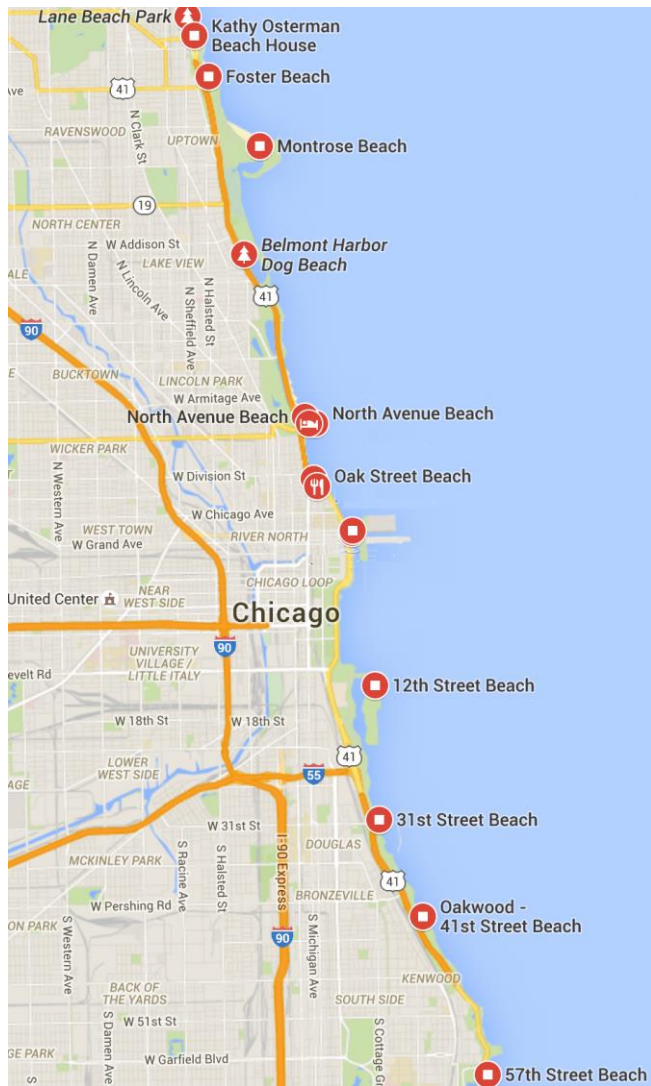 Lane Beach Park
Kathy Osterman
Beach House
Foster Beach
41
Ave
N Clark St
RAVENSWOOD
UPTOWN
Montrose Beach
19
NORTH CENTER
W Addison St
Belmont Harbor
Dog Beach
LAKE VIEW
N Damen Ave
N Lincoln Ave
N Sheffield Ave
N Halsted St
ALE
41
90
E
BUCKTOWN
LINCOLN PARK
W Armitage Ave
North Avenue Beach
North Avenue Beach
WICKER PARK
N Western Ave
W Division St
Oak Street Beach
W Chicago Ave
WEST TOWN
RIVER NORTH
W Grand Ave
CHICAGO LOOP
United Center
NEAR
WEST SIDE
Chicago
90
UNIVERSITY
VILLAGE /
LITTLE ITALY
evelt Rd
12th Street Beach
W 18th St
W 18th St
41
LOWER
WEST SIDE
55
AGE
31st Street Beach
W 31st St
DOUGLAS
MCKINLEY PARK
S Racine Ave
S Halsted St
I-90 Express
41
BRONZEVILLE
W Pershing Rd
Oakwood -
41st Street Beach
ON PARK
S Western Ave
90
S Michigan Ave
KENWOOD
BACK OF
THE YARDS
SOUTH SIDE
S Damen Ave
W 51st St
S Cottage Gr
GE PARK
W Garfield Blvd
57th Street Beach
S